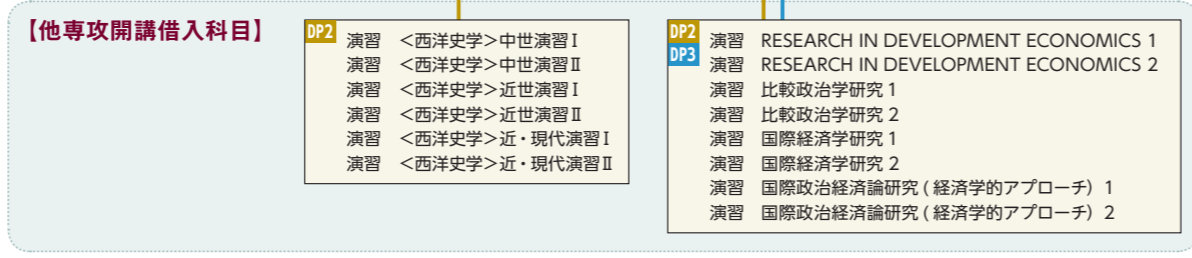 【他専攻開講借入科目】
DP2
演習 <西洋史学>中世演習Ⅰ
演習 <西洋史学>中世演習Ⅱ
演習 <西洋史学>近世演習Ⅰ
演習 <西洋史学>近世演習Ⅱ
演習 <西洋史学>近・現代演習Ⅰ
演習 <西洋史学>近・現代演習Ⅱ
DP2
DP3
演習 RESEARCH IN DEVELOPMENT ECONOMICS 1
演習 RESEARCH IN DEVELOPMENT ECONOMICS 2
演習 比較政治学研究 1
演習 比較政治学研究 2
演習 国際経済学研究 1
演習 国際経済学研究 2
演習 国際政治経済論研究 ( 経済学的アプローチ) 1
演習 国際政治経済論研究 ( 経済学的アプローチ) 2